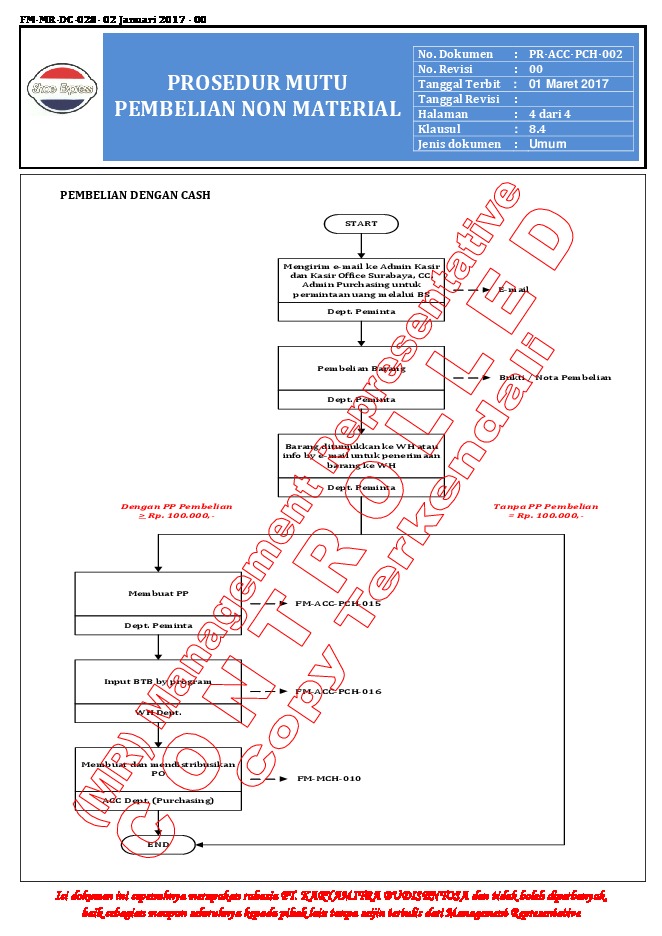 FM-MR-DC-028- 02 Januari 2017 - 00
Shoe Express
PROSEDUR MUTU
PEMBELIAN NON MATERIAL
No. Dokumen : PR-ACC-PCH-002
No. Revisi : 00
Tanggal Terbit : 01 Maret 2017
Tanggal Revisi :
Halaman : 4 dari 4
Klausul : 8.4
Jenis dokumen : Umum
PEMBELIAN DENGAN CASH
START
Mengirim e-mail ke Admin Kasir
dan Kasir Office Surabaya, CC.
Admin Purchasing untuk
permintaan uang melalui BS
E-mail
Dept. Peminta
Pembelian Barang
Bukti / Nota Pembelian
Dept. Peminta
Barang ditunjukkan ke WH atau
info by e-mail untuk penerimaan
barang ke WH
Dept. Peminta
Dengan PP Pembelian
≥ Rp. 100.000,-
Tanpa PP Pembelian
= Rp. 100.000,-
Membuat PP
FM-ACC-PCH-015
Dept. Peminta
Input BTB by program
FM-ACC-PCH-016
WH Dept.
Membuat dan mendistribusikan
PO
FM-MCH-010
ACC Dept. (Purchasing)
END
(MR) Management Representative
CONTROLLED
Copy Terkendali
Isi dokumen ini sepenuhnya merupakan rahasia PT. KARYAMITRA BUDISENTOSA dan tidak boleh diperbanyak,
baik sebagian maupun seluruhnya kepada pihak lain tanpa seijin tertulis dari Management Representative